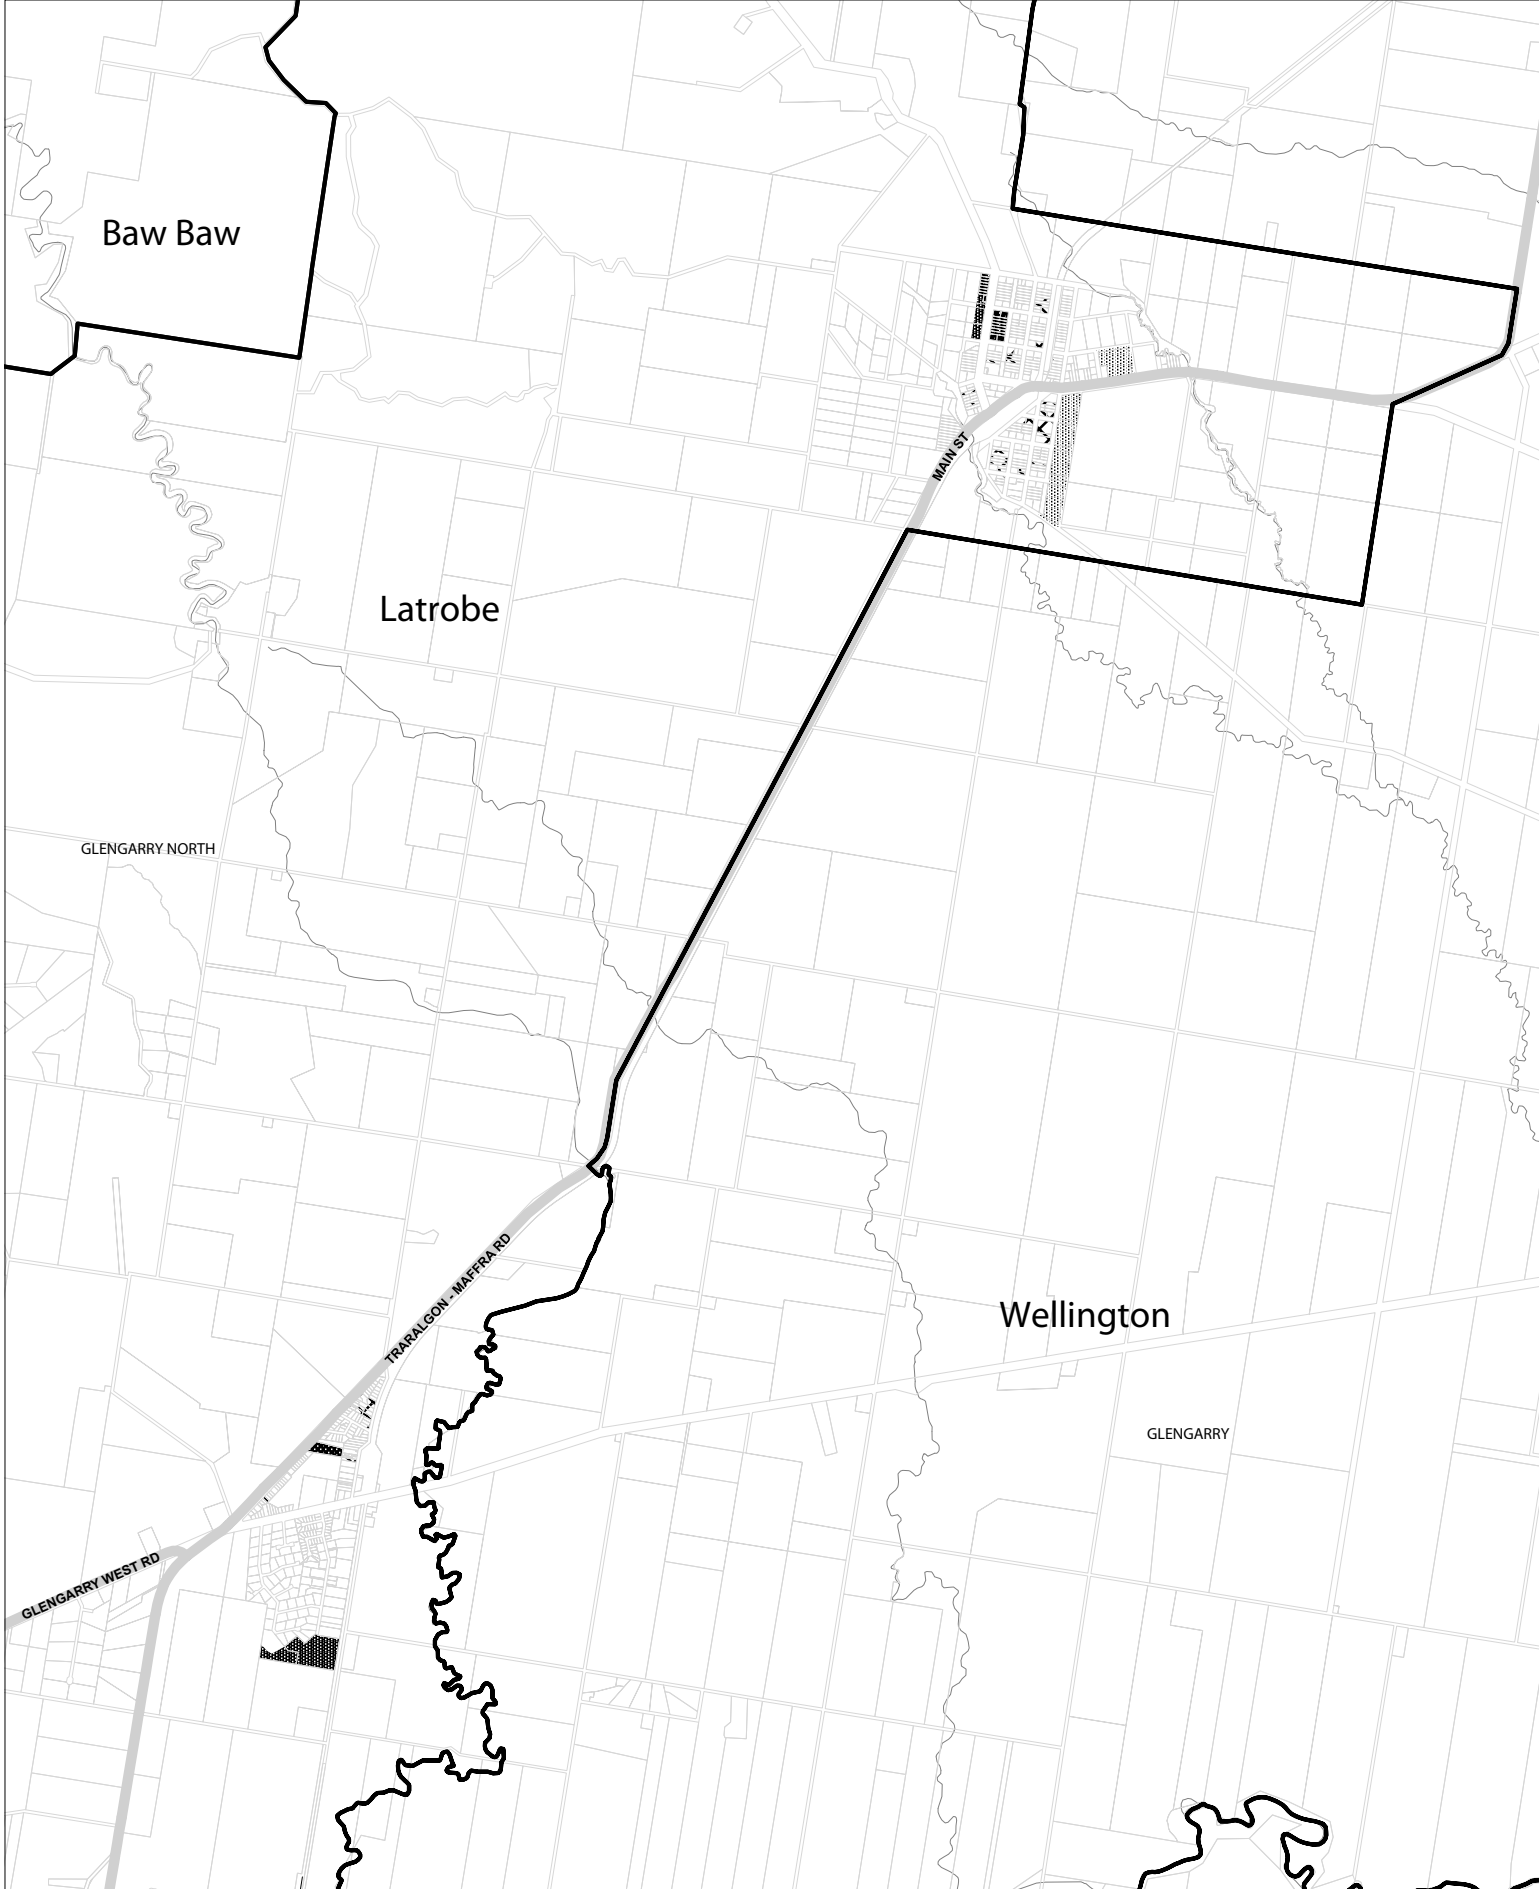 Baw Baw
MAIN ST
Latrobe
GLENGARRY NORTH
TRARALGON - MAFFRA RD
Wellington
GLENGARRY
GLENGARRY WEST RD